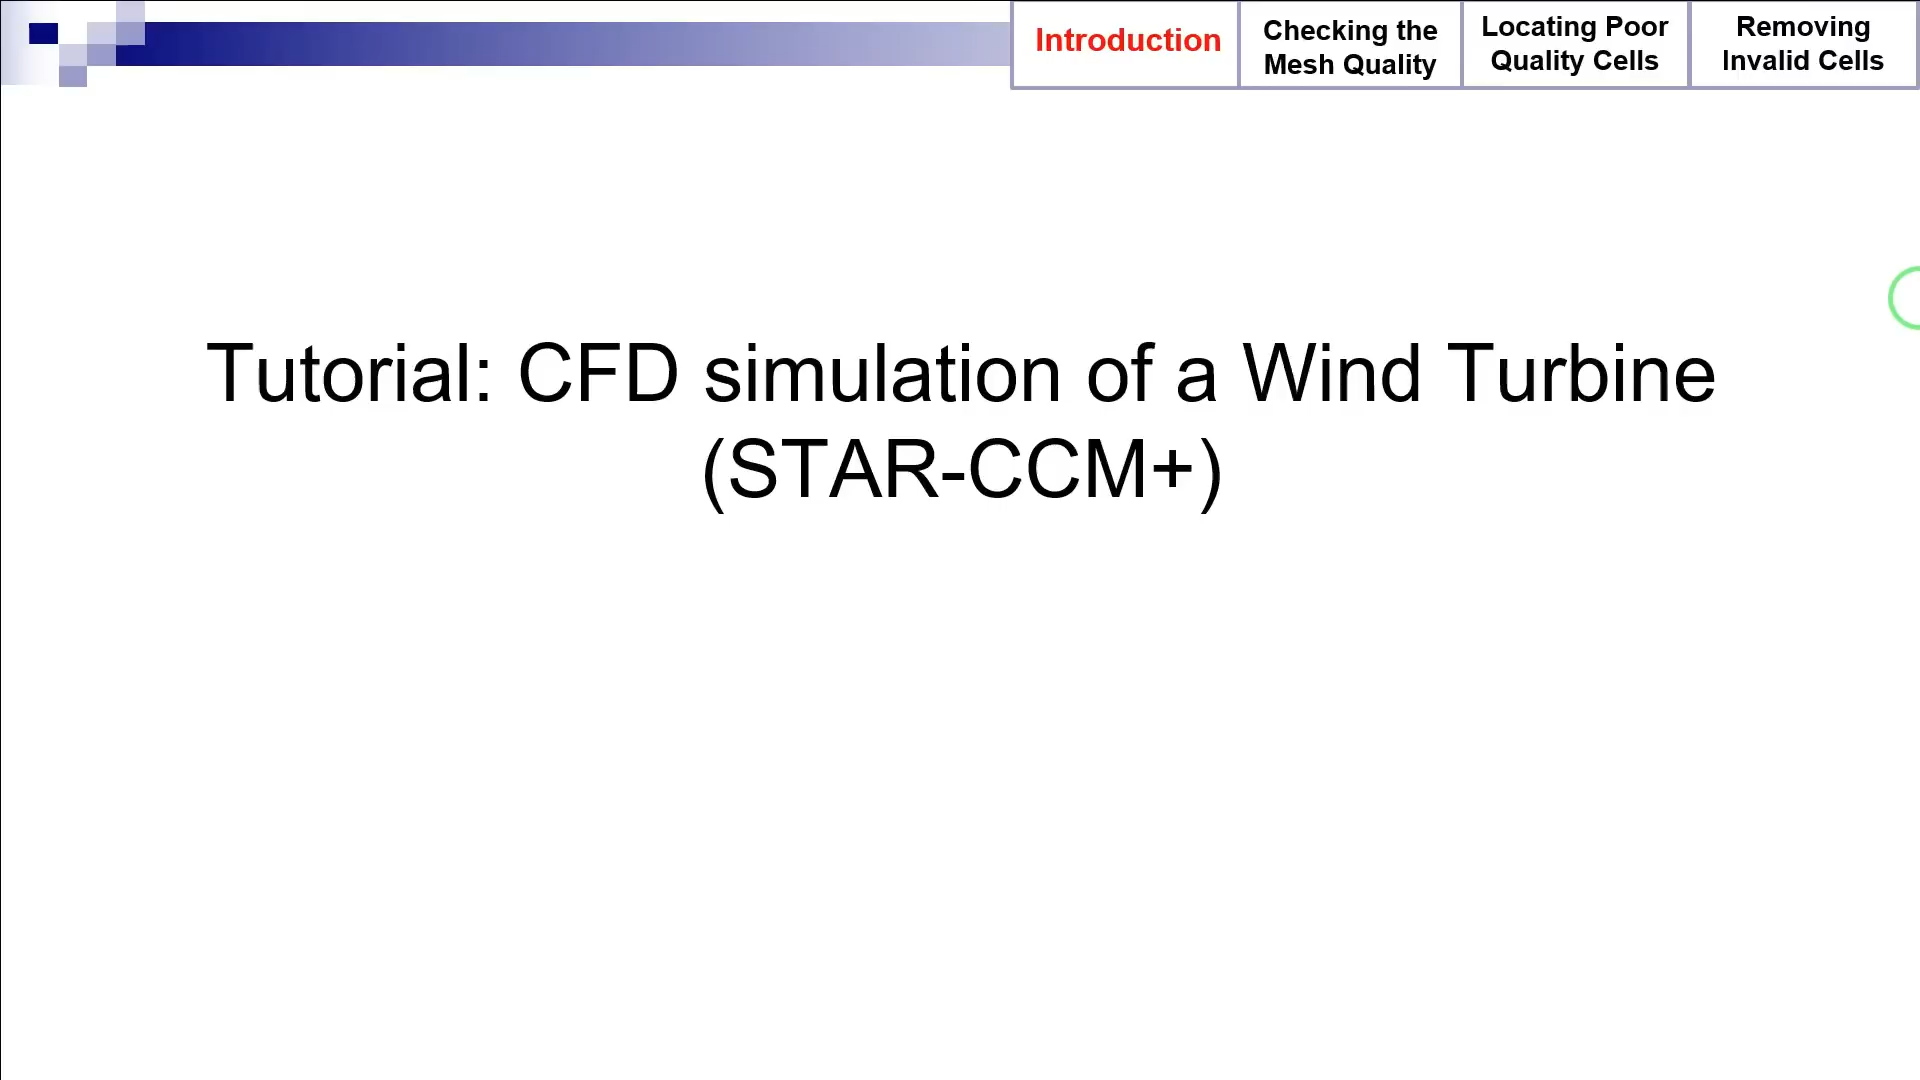 Introduction
Checking the
Mesh Quality
Locating Poor
Quality Cells
Removing
Invalid Cells
Tutorial: CFD simulation of a Wind Turbine
(STAR-CCM+)